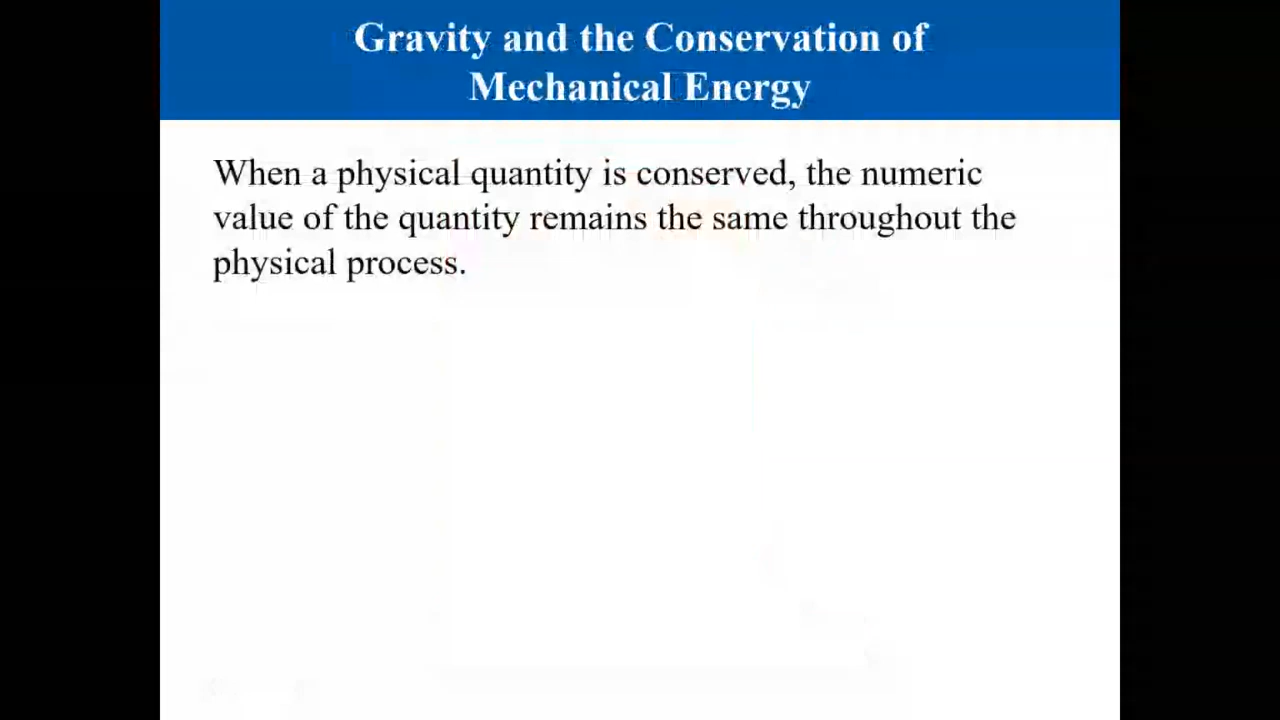 Gravity and the Conservation of
Mechanical Energy
When a physical quantity is conserved, the numeric
value of the quantity remains the same throughout the
physical process.